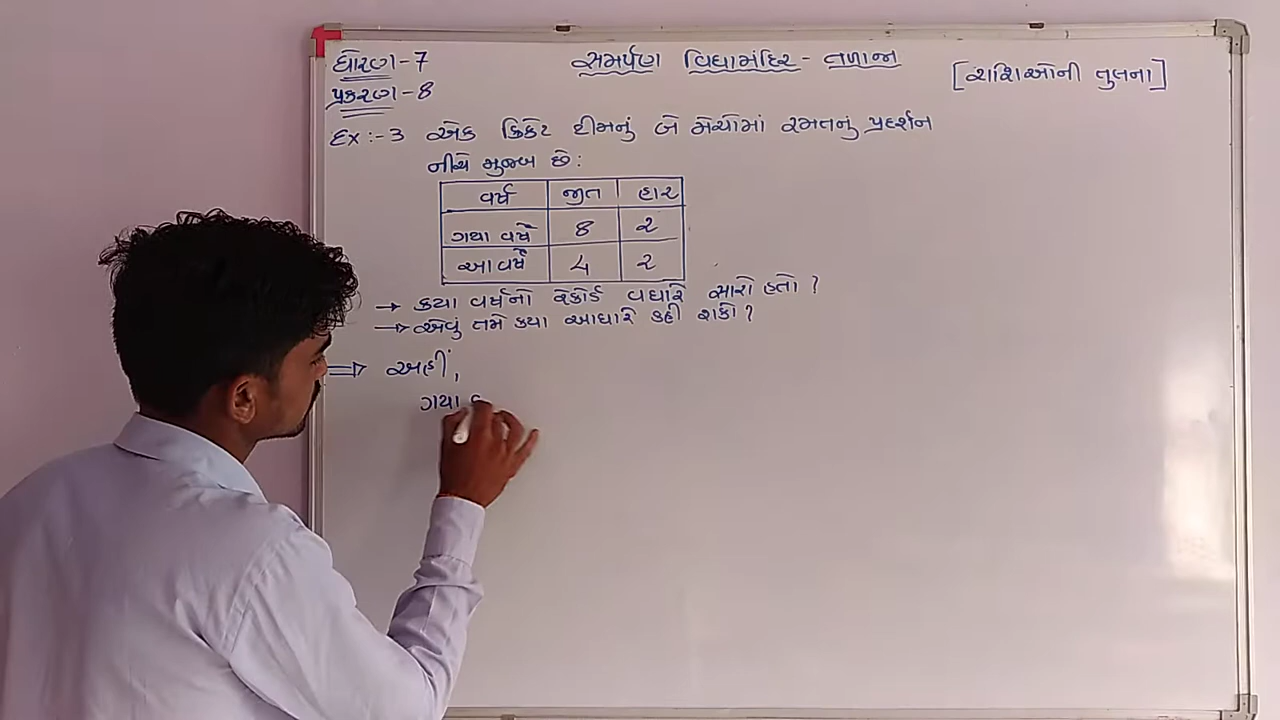 ધોરણ-7
સમર્પણ વિદ્યામંદિર - તળાજા
[રાશિઓની તુલના]
પ્રકરણ-8
Ex:-3 એક ક્રિકેટ ટીમનું બે મેચોમાં રમતનું પ્રદર્શન
નીચે મુજબ છે:
વર્ષ જીત હાર
ગયા વર્ષે 8 2
આ વર્ષે 4 2
→ કયા વર્ષનો રેકોર્ડ વધારે સારો હતો?
→ એવું તમે કયા આધારે કહી શકો?
⇒ અહીં,
ગયા